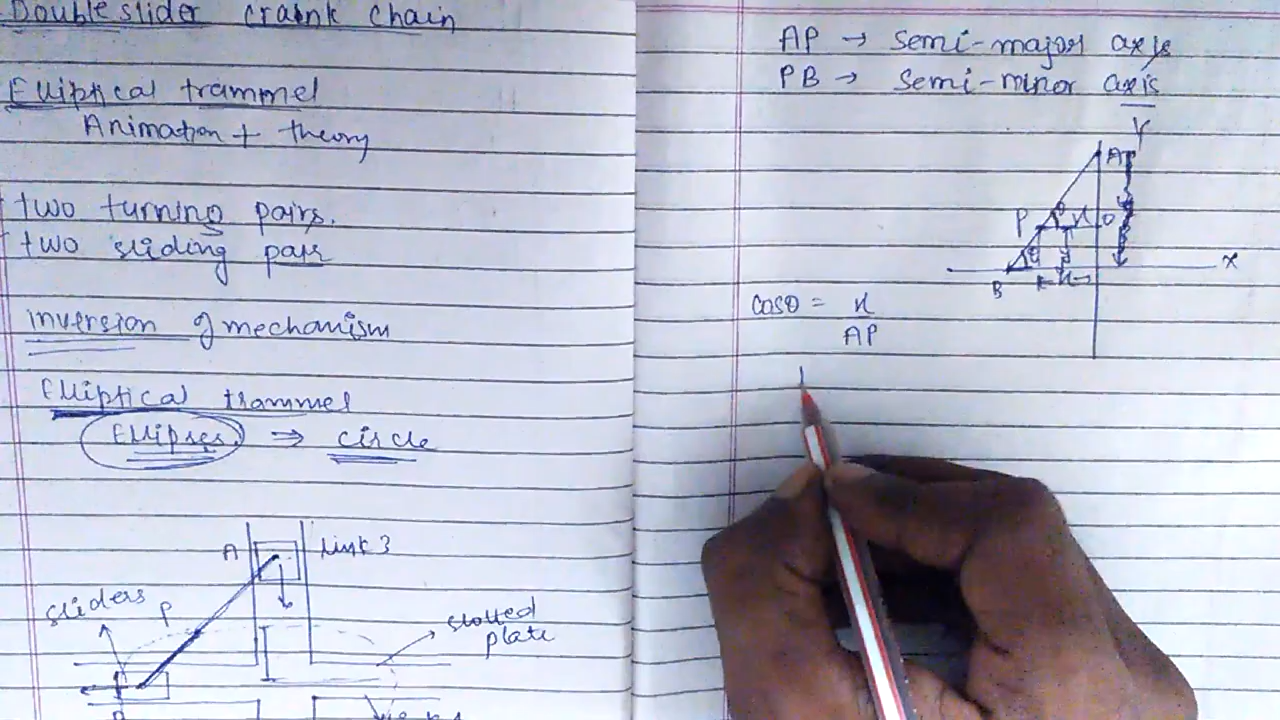 Double slider crank chain
Elliptical trammel
Animation + theory
two turning pairs.
two sliding pair
inversion of mechanism
Elliptical trammel
Ellipses ⇒ circle
A Link 3
sliders P
slotted
plate
AP → semi-major axis
PB → semi-minor axis
Y
A
P θ x
θ
B
x
cosθ = x
AP